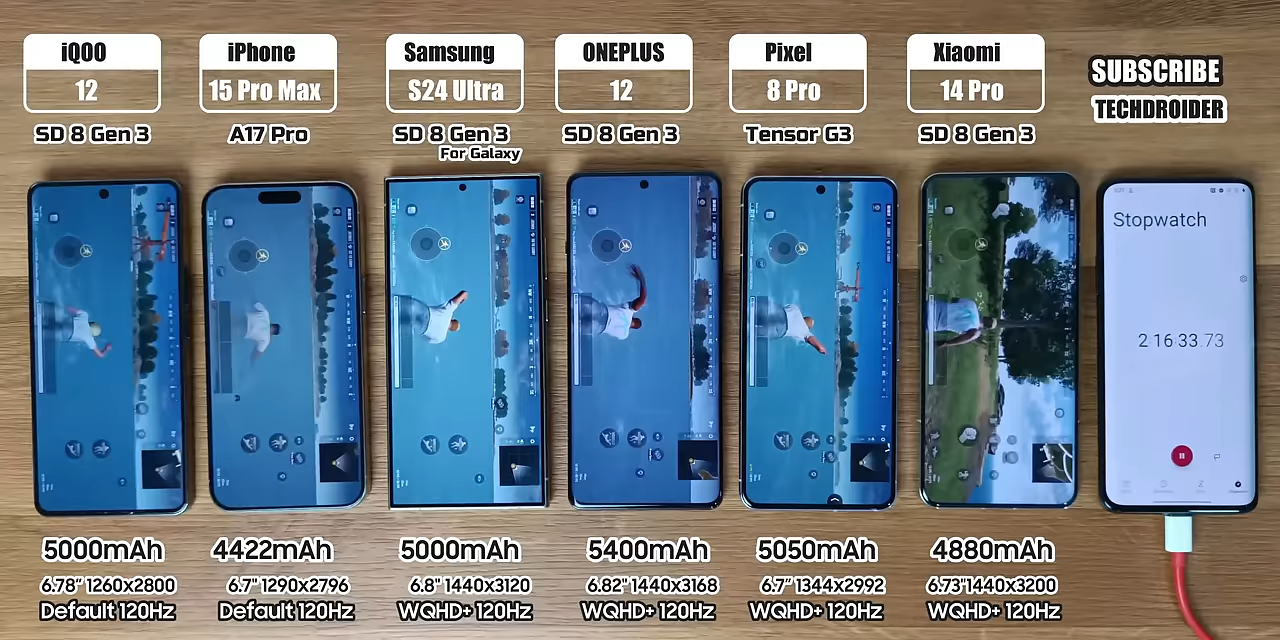 iQOO
12
SD 8 Gen 3
iPhone
15 Pro Max
A17 Pro
Samsung
S24 Ultra
SD 8 Gen 3
For Galaxy
ONEPLUS
12
SD 8 Gen 3
Pixel
8 Pro
Tensor G3
Xiaomi
14 Pro
SD 8 Gen 3
SUBSCRIBE
TECHDROIDER
Stopwatch
2 16 33.73
5000mAh
6.78" 1260x2800
Default 120Hz
4422mAh
6.7" 1290x2796
Default 120Hz
5000mAh
6.8" 1440x3120
WQHD+ 120Hz
5400mAh
6.82" 1440x3168
WQHD+ 120Hz
5050mAh
6.7" 1344x2992
WQHD+ 120Hz
4880mAh
6.73"1440x3200
WQHD+ 120Hz